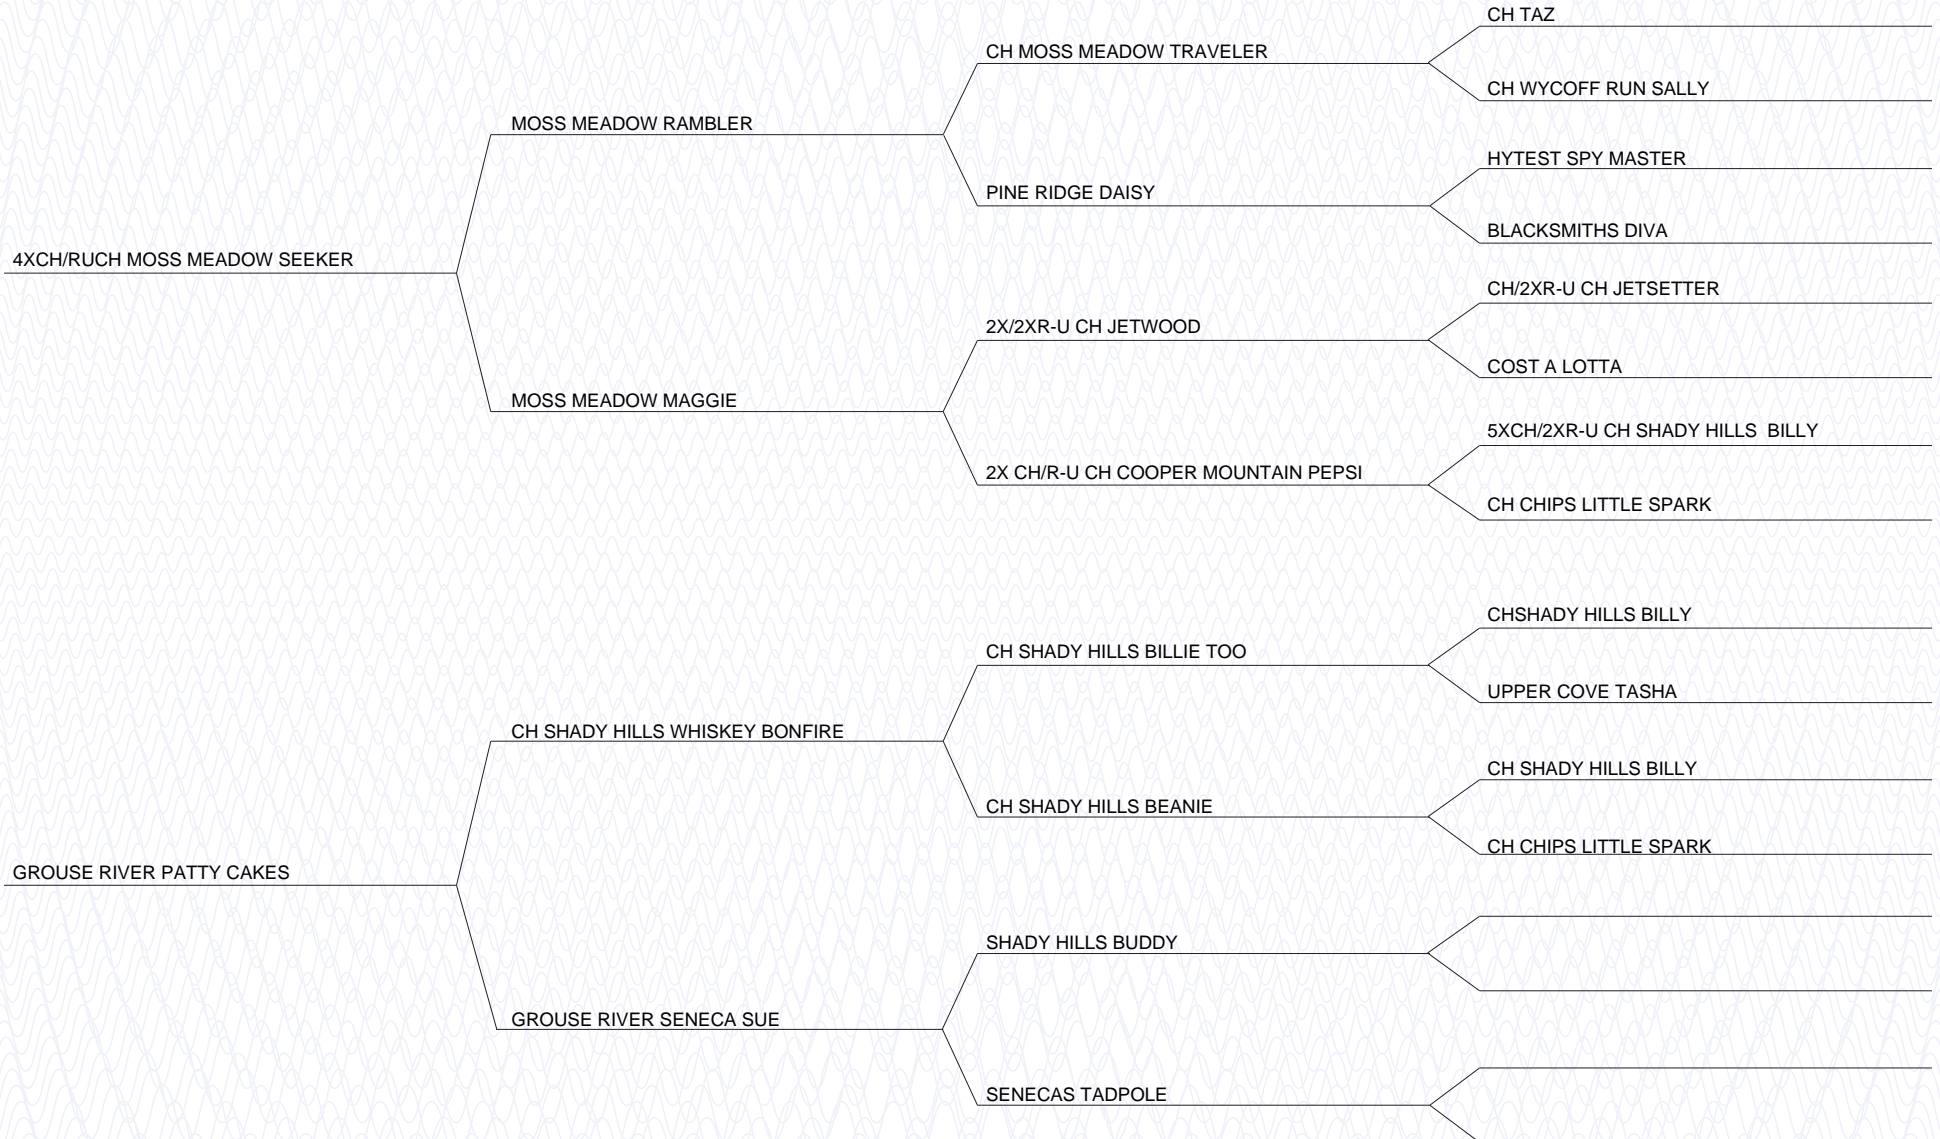 CH TAZ
CH MOSS MEADOW TRAVELER
CH WYCOFF RUN SALLY
MOSS MEADOW RAMBLER
HYTEST SPY MASTER
PINE RIDGE DAISY
BLACKSMITHS DIVA
4XCH/RUCH MOSS MEADOW SEEKER
CH/2XR-U CH JETSETTER
2X/2XR-U CH JETWOOD
COST A LOTTA
MOSS MEADOW MAGGIE
5XCH/2XR-U CH SHADY HILLS  BILLY
2X CH/R-U CH COOPER MOUNTAIN PEPSI
CH CHIPS LITTLE SPARK
CHSHADY HILLS BILLY
CH SHADY HILLS BILLIE TOO
UPPER COVE TASHA
CH SHADY HILLS WHISKEY BONFIRE
CH SHADY HILLS BILLY
CH SHADY HILLS BEANIE
CH CHIPS LITTLE SPARK
GROUSE RIVER PATTY CAKES
SHADY HILLS BUDDY
GROUSE RIVER SENECA SUE
SENECAS TADPOLE